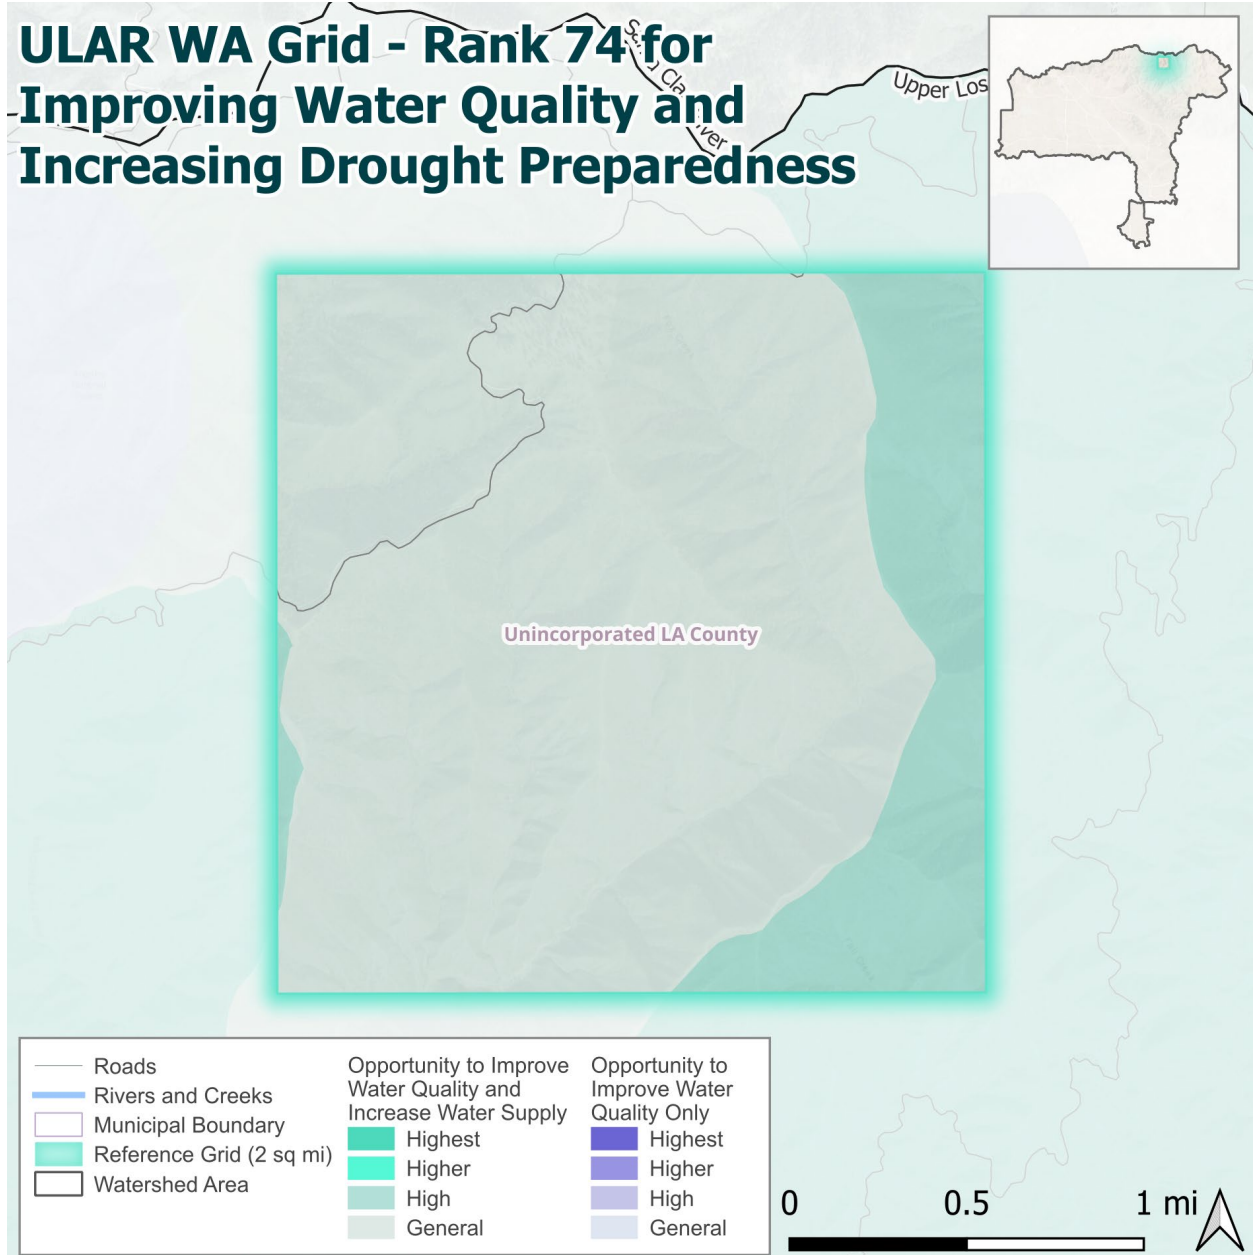 ULAR WA Grid - Rank 74 for
Improving Water Quality and
Increasing Drought Preparedness
River
Upper Los
Unincorporated LA County
Roads
Rivers and Creeks
Municipal Boundary
Reference Grid (2 sq mi)
Watershed Area
Opportunity to Improve
Water Quality and
Increase Water Supply
Highest
Higher
High
General
Opportunity to
Improve Water
Quality Only
Highest
Higher
High
General
0 0.5 1 mi